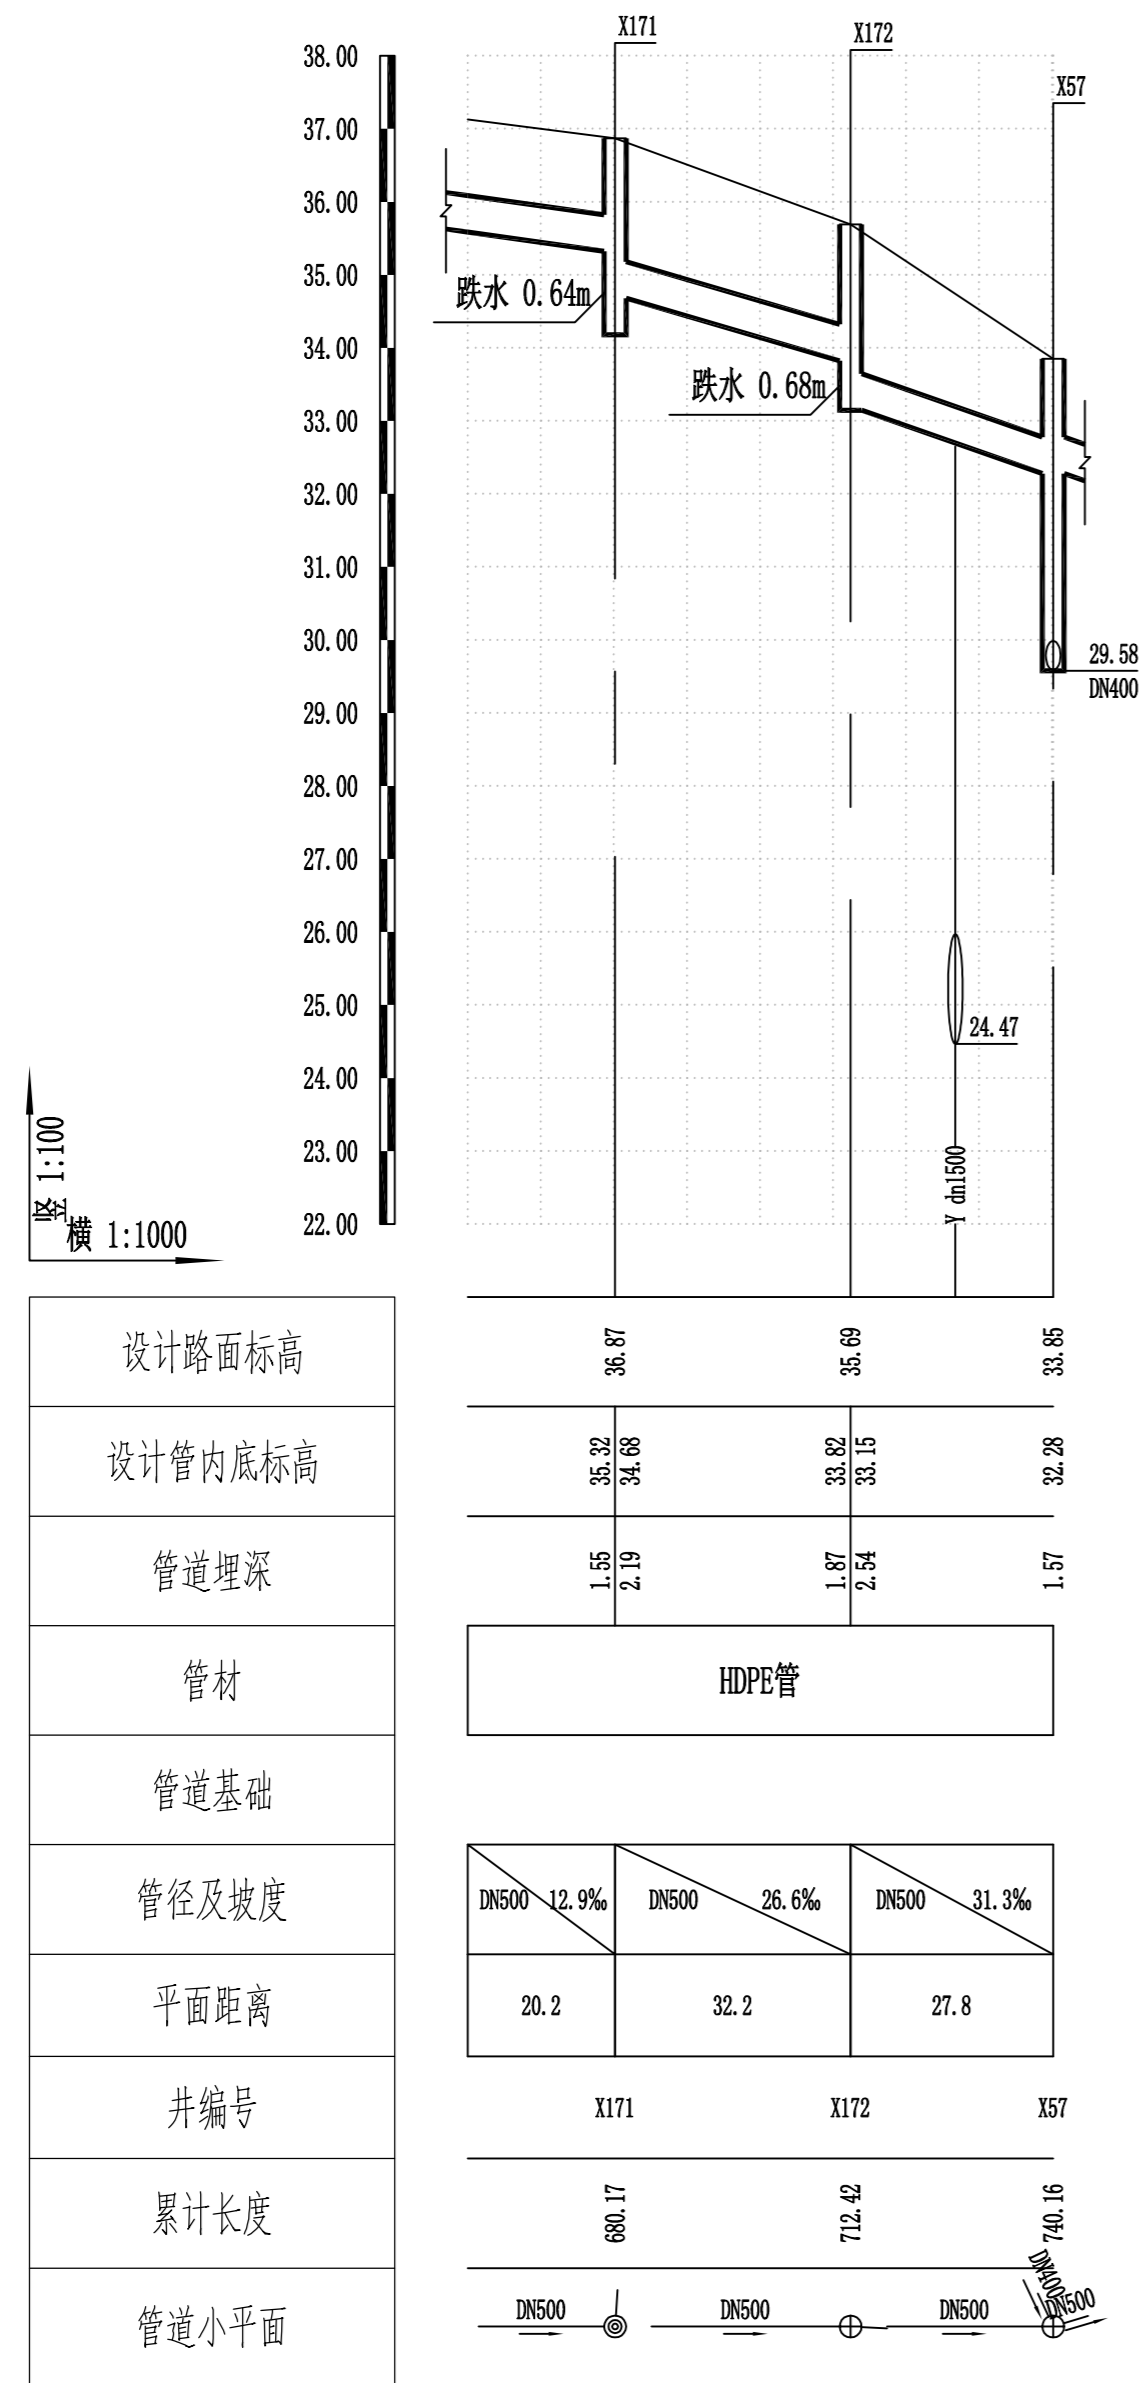 X171
X172
X57
38.00
37.00
36.00
35.00
34.00
33.00
32.00
31.00
30.00
29.00
28.00
27.00
26.00
25.00
24.00
23.00
22.00
跌水 0.64m
跌水 0.68m
29.58
DN400
24.47
Y dn1500
竖 1:100
横 1:1000
设计路面标高 36.87 35.69 33.85
设计管内底标高 35.32 34.68 33.82 33.15 32.28
管道埋深 1.55 2.19 1.87 2.54 1.57
管材 HDPE管
管道基础
管径及坡度 DN500 12.9‰ DN500 26.6‰ DN500 31.3‰
平面距离 20.2 32.2 27.8
井编号 X171 X172 X57
累计长度 680.17 712.42 740.16
管道小平面 DN500 DN500 DN500 DN400 DN500